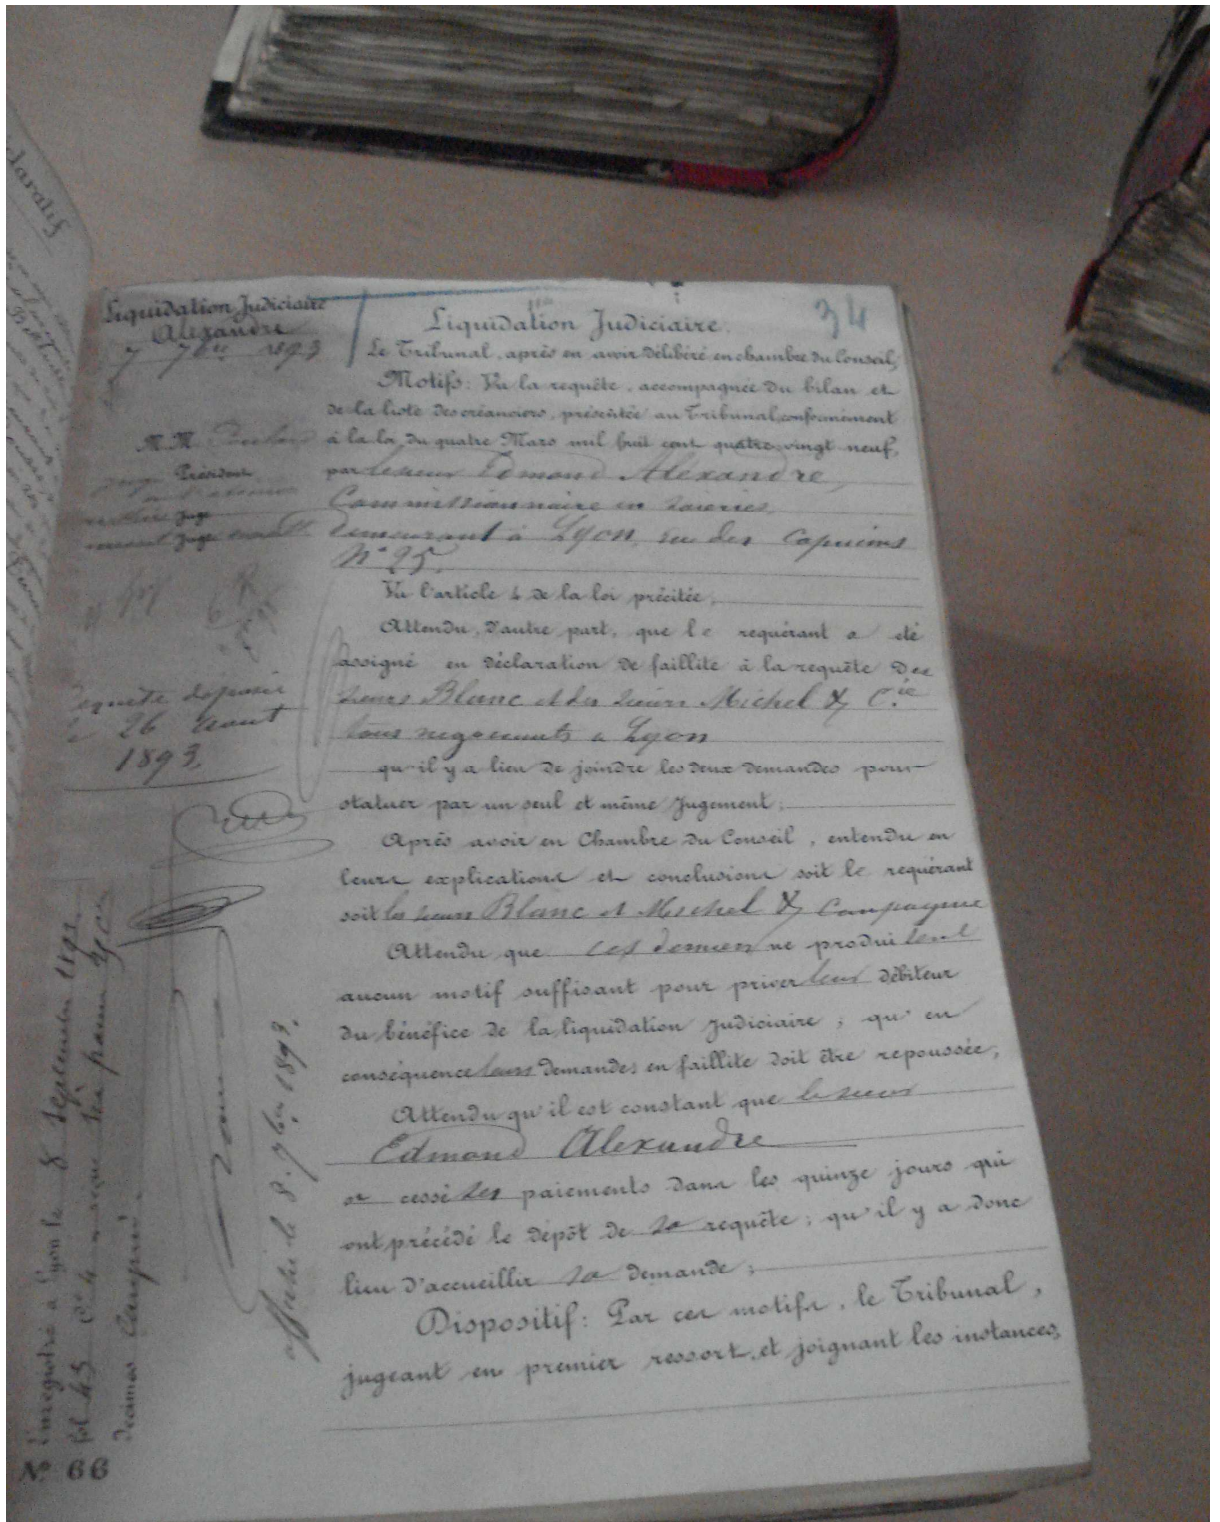 Liquidation Judiciaire
Alexandre
7 7bre 1893
M.M.
Président
Juge
Juge
Requête déposée
le 26 Aout
1893.
34
Liquidation Judiciaire.
Le Tribunal, après en avoir délibéré en chambre du Conseil,
Motifs: Vu la requête, accompagnée du bilan et
de la liste des créanciers, présentée au Tribunal, conformément
à la loi du quatre Mars mil huit cent quatre-vingt neuf,
par le sieur Edmond Alexandre,
Commissionnaire en soieries,
demeurant à Lyon, rue des Capucins
N° 25.
Vu l'article 4 de la loi précitée,
Attendu, d'autre part, que le requérant a été
assigné en déclaration de faillite à la requête des
sieurs Blanc et des sieurs Michel & Cie
tous negociants a Lyon
qu'il y a lieu de joindre les deux demandes pour
statuer par un seul et même Jugement;
Après avoir en Chambre du Conseil, entendu en
leurs explications et conclusions soit le requérant
soit les sieurs Blanc et Michel & Compagnie
Attendu que ces derniers ne produisent
aucun motif suffisant pour priver leur débiteur
du bénéfice de la liquidation Judiciaire; qu'en
conséquence leurs demandes en faillite doit être repoussée;
Attendu qu'il est constant que le sieur
Edmond Alexandre
a cessé ses paiements dans les quinze jours qui
ont précédé le dépôt de sa requête; qu'il y a donc
lieu d'accueillir sa demande;
Dispositif: Par ces motifs, le Tribunal,
jugeant en premier ressort, et joignant les instances,
Enregistré à Lyon le 8 Septembre
fol 45
décimes compris
N° 66